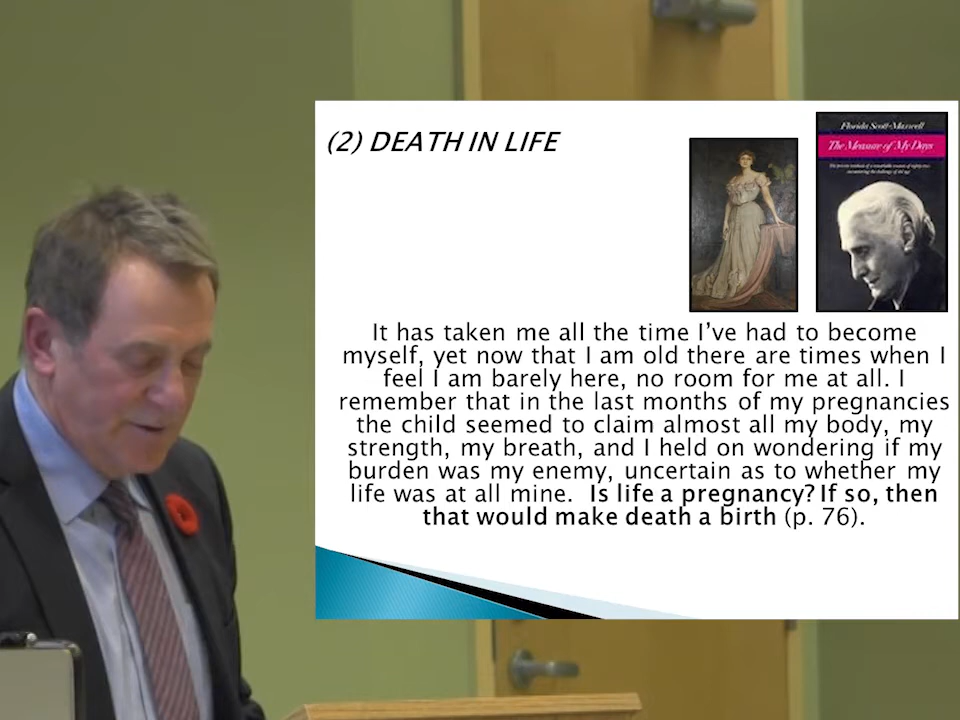 (2) DEATH IN LIFE
Florida Scott-Maxwell
The Measure of My Days
It has taken me all the time I've had to become
myself, yet now that I am old there are times when I
feel I am barely here, no room for me at all. I
remember that in the last months of my pregnancies
the child seemed to claim almost all my body, my
strength, my breath, and I held on wondering if my
burden was my enemy, uncertain as to whether my
life was at all mine. Is life a pregnancy? If so, then
that would make death a birth (p. 76).